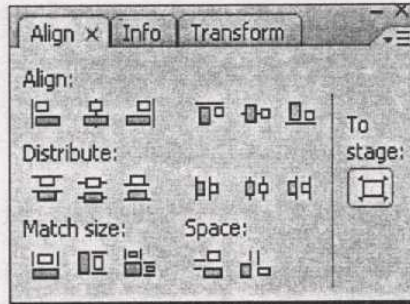 Align × Info Transform
Align:
To
stage:
Distribute:
Match size: Space: